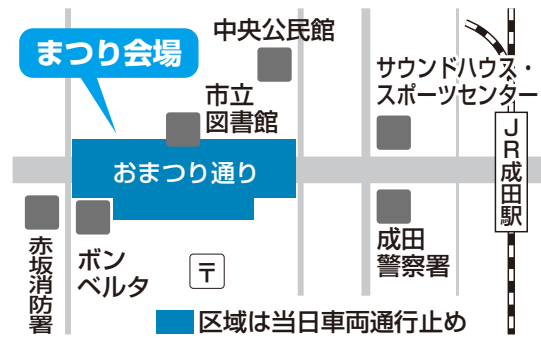 中央公民館
まつり会場
サウンドハウス・
スポーツセンター
市立
図書館
JR成田駅
おまつり通り
赤坂消防署
ボン
ベルタ
〒
成田
警察署
区域は当日車両通行止め